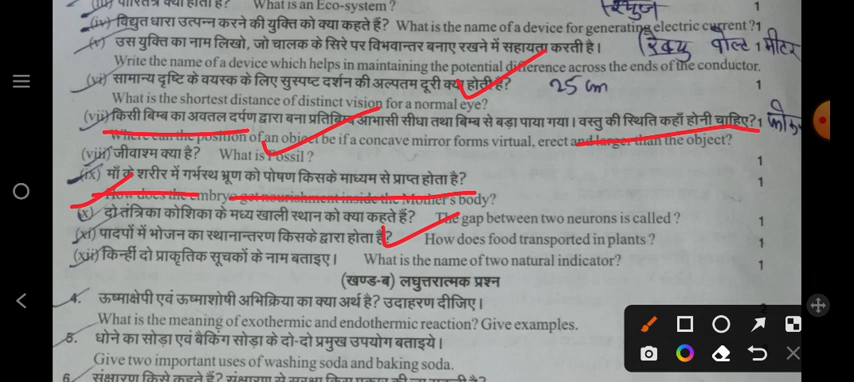 (iii) पारितंत्र क्या होता है? What is an Eco-system ?
(iv) विद्युत धारा उत्पन्न करने की युक्ति को क्या कहते हैं? What is the name of a device for generating electric current ?1
(v) उस युक्ति का नाम लिखो, जो चालक के सिरे पर विभवान्तर बनाए रखने में सहायता करती है। 1 वोल्ट मीटर
Write the name of a device which helps in maintaining the potential difference across the ends of the conductor.
(vi) सामान्य दृष्टि के वयस्क के लिए सुस्पष्ट दर्शन की अल्पतम दूरी क्या होती है? 25 cm 1
What is the shortest distance of distinct vision for a normal eye?
(vii) किसी बिम्ब का अवतल दर्पण द्वारा बना प्रतिबिम्ब आभासी सीधा तथा बिम्ब से बड़ा पाया गया। वस्तु की स्थिति कहाँ होनी चाहिए?1
Where can the position of an object be if a concave mirror forms virtual, erect and larger than the object?
(viii) जीवाश्म क्या है? What is Fossil ? 1
(ix) माँ के शरीर में गर्भस्थ भ्रूण को पोषण किसके माध्यम से प्राप्त होता है? 1
How does the embryo get nourishment inside the Mother's body?
(x) दो तंत्रिका कोशिका के मध्य खाली स्थान को क्या कहते हैं? The gap between two neurons is called ? 1
(xi) पादपों में भोजन का स्थानान्तरण किसके द्वारा होता है? How does food transported in plants ? 1
(xii) किन्हीं दो प्राकृतिक सूचकों के नाम बताइए। What is the name of two natural indicator? 1
(खण्ड-ब) लघुत्तरात्मक प्रश्न
4. ऊष्माक्षेपी एवं ऊष्माशोषी अभिक्रिया का क्या अर्थ है? उदाहरण दीजिए।
What is the meaning of exothermic and endothermic reaction? Give examples.
5. धोने का सोड़ा एवं बैकिंग सोड़ा के दो-दो प्रमुख उपयोग बताइये।
Give two important uses of washing soda and baking soda.
6. संक्षारण किसे कहते हैं?